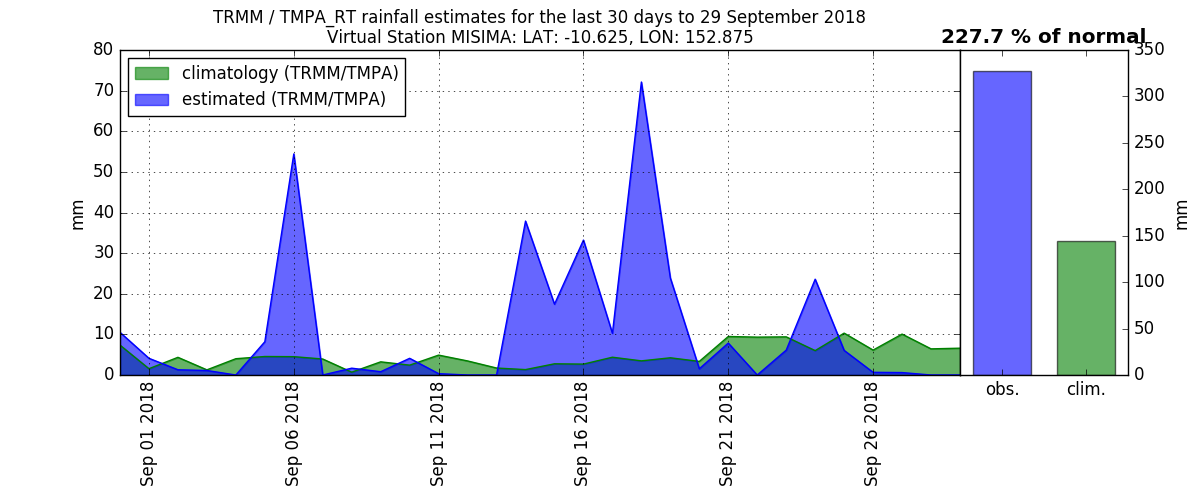 TRMM / TMPA_RT rainfall estimates for the last 30 days to 29 September 2018
Virtual Station MISIMA: LAT: -10.625, LON: 152.875
227.7 % of normal
climatology (TRMM/TMPA)
estimated (TRMM/TMPA)
mm
80
70
60
50
40
30
20
10
0
Sep 01 2018
Sep 06 2018
Sep 11 2018
Sep 16 2018
Sep 21 2018
Sep 26 2018
obs.
clim.
350
300
250
200
150
100
50
0
mm